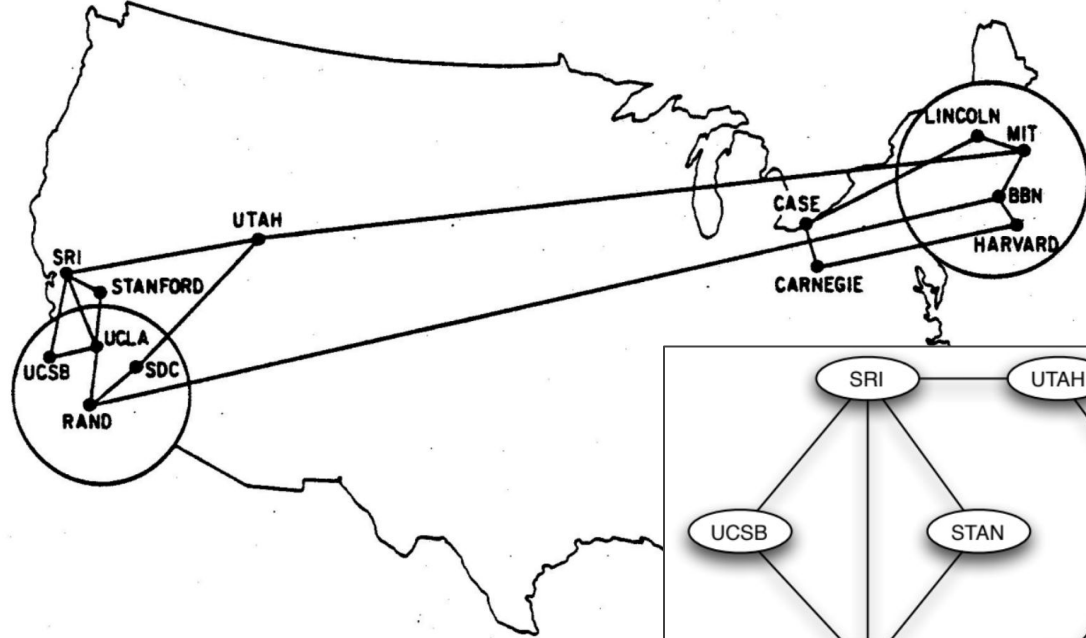 LINCOLN
MIT
BBN
HARVARD
CASE
CARNEGIE
UTAH
SRI
STANFORD
UCLA
UCSB
SDC
RAND
SRI
UTAH
UCSB
STAN